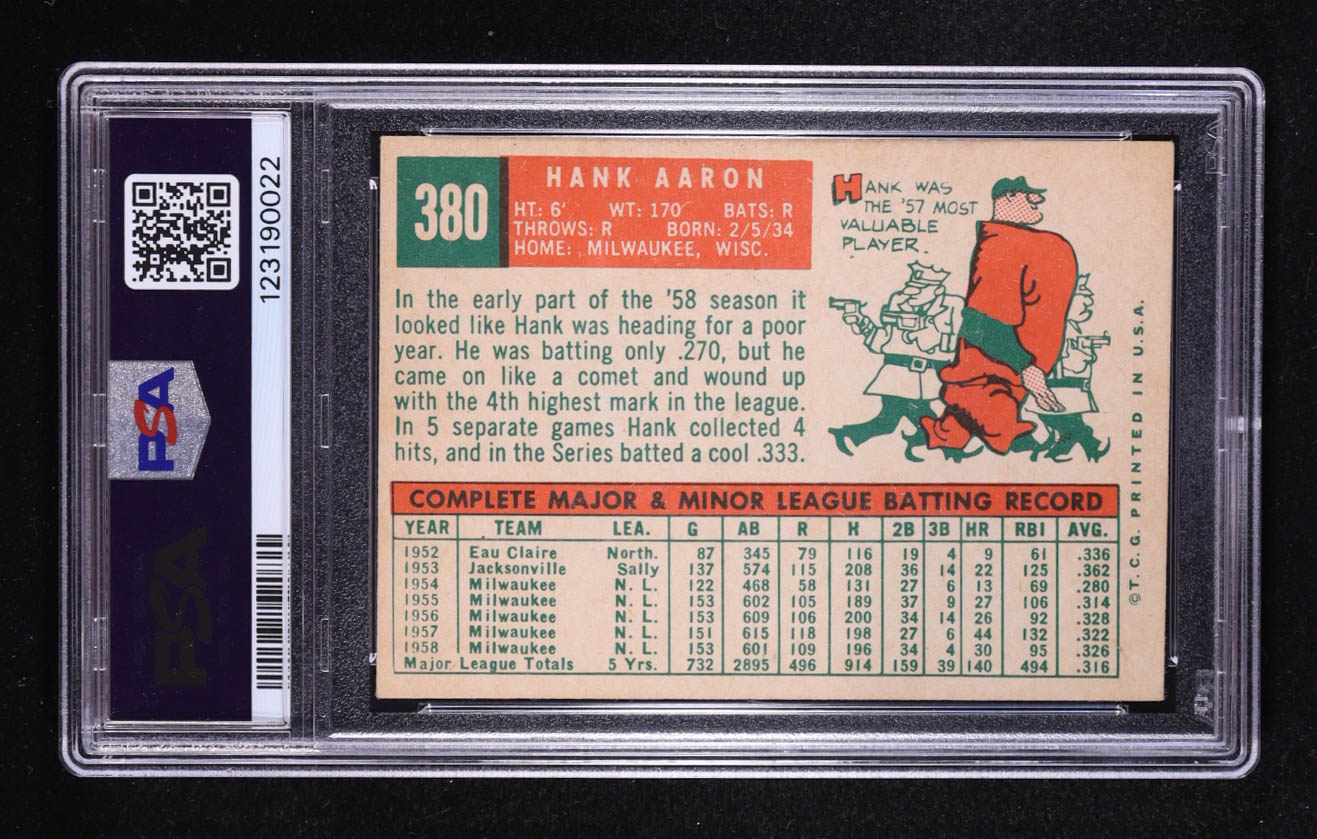 380
HANK AARON
HT: 6' WT: 170 BATS: R
THROWS: R BORN: 2/5/34
HOME: MILWAUKEE, WISC.
HANK WAS
THE '57 MOST
VALUABLE
PLAYER.
In the early part of the '58 season it
looked like Hank was heading for a poor
year. He was batting only .270, but he
came on like a comet and wound up
with the 4th highest mark in the league.
In 5 separate games Hank collected 4
hits, and in the Series batted a cool .333.
COMPLETE MAJOR & MINOR LEAGUE BATTING RECORD
YEAR TEAM LEA. G AB R H 2B 3B HR RBI AVG.
1952 Eau Claire North. 87 345 79 116 19 4 9 61 .336
1953 Jacksonville Sally 137 574 115 208 36 14 22 125 .362
1954 Milwaukee N. L. 122 468 58 131 27 6 13 69 .280
1955 Milwaukee N. L. 153 602 105 189 37 9 27 106 .314
1956 Milwaukee N. L. 153 609 106 200 34 14 26 92 .328
1957 Milwaukee N. L. 151 615 118 198 27 6 44 132 .322
1958 Milwaukee N. L. 153 601 109 196 34 4 30 95 .326
Major League Totals 5 Yrs. 732 2895 496 914 159 39 140 494 .316
© T. C. G. PRINTED IN U.S.A.
123190022
PSA
PSA